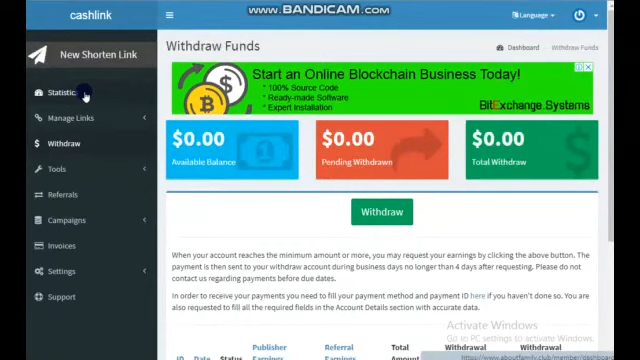 www.BANDICAM.com
cashlink
Language
New Shorten Link
Withdraw Funds
Dashboard
Withdraw Funds
Statistic
Manage Links
Withdraw
Tools
Referrals
Campaigns
Invoices
Settings
Support
Start an Online Blockchain Business Today!
* 100% Source Code
* Ready-made Software
* Expert Installation
BitExchange.Systems
$0.00
Available Balance
$0.00
Pending Withdrawn
$0.00
Total Withdraw
Withdraw
When your account reaches the minimum amount or more, you may request your earnings by clicking the above button. The
payment is then sent to your withdraw account during business days no longer than 4 days after requesting. Please do not
contact us regarding payments before due dates.
In order to receive your payments you need to fill your payment method and payment ID here if you haven't done so. You are
also requested to fill all the required fields in the Account Details section with accurate data.
Activate Windows
Go to PC settings to activate Windows.
Publisher Referral Total Withdrawal Withdrawal
ID Date Status Earnings Earnings Amount
https://www.aboutfamily.club/member/dashboard